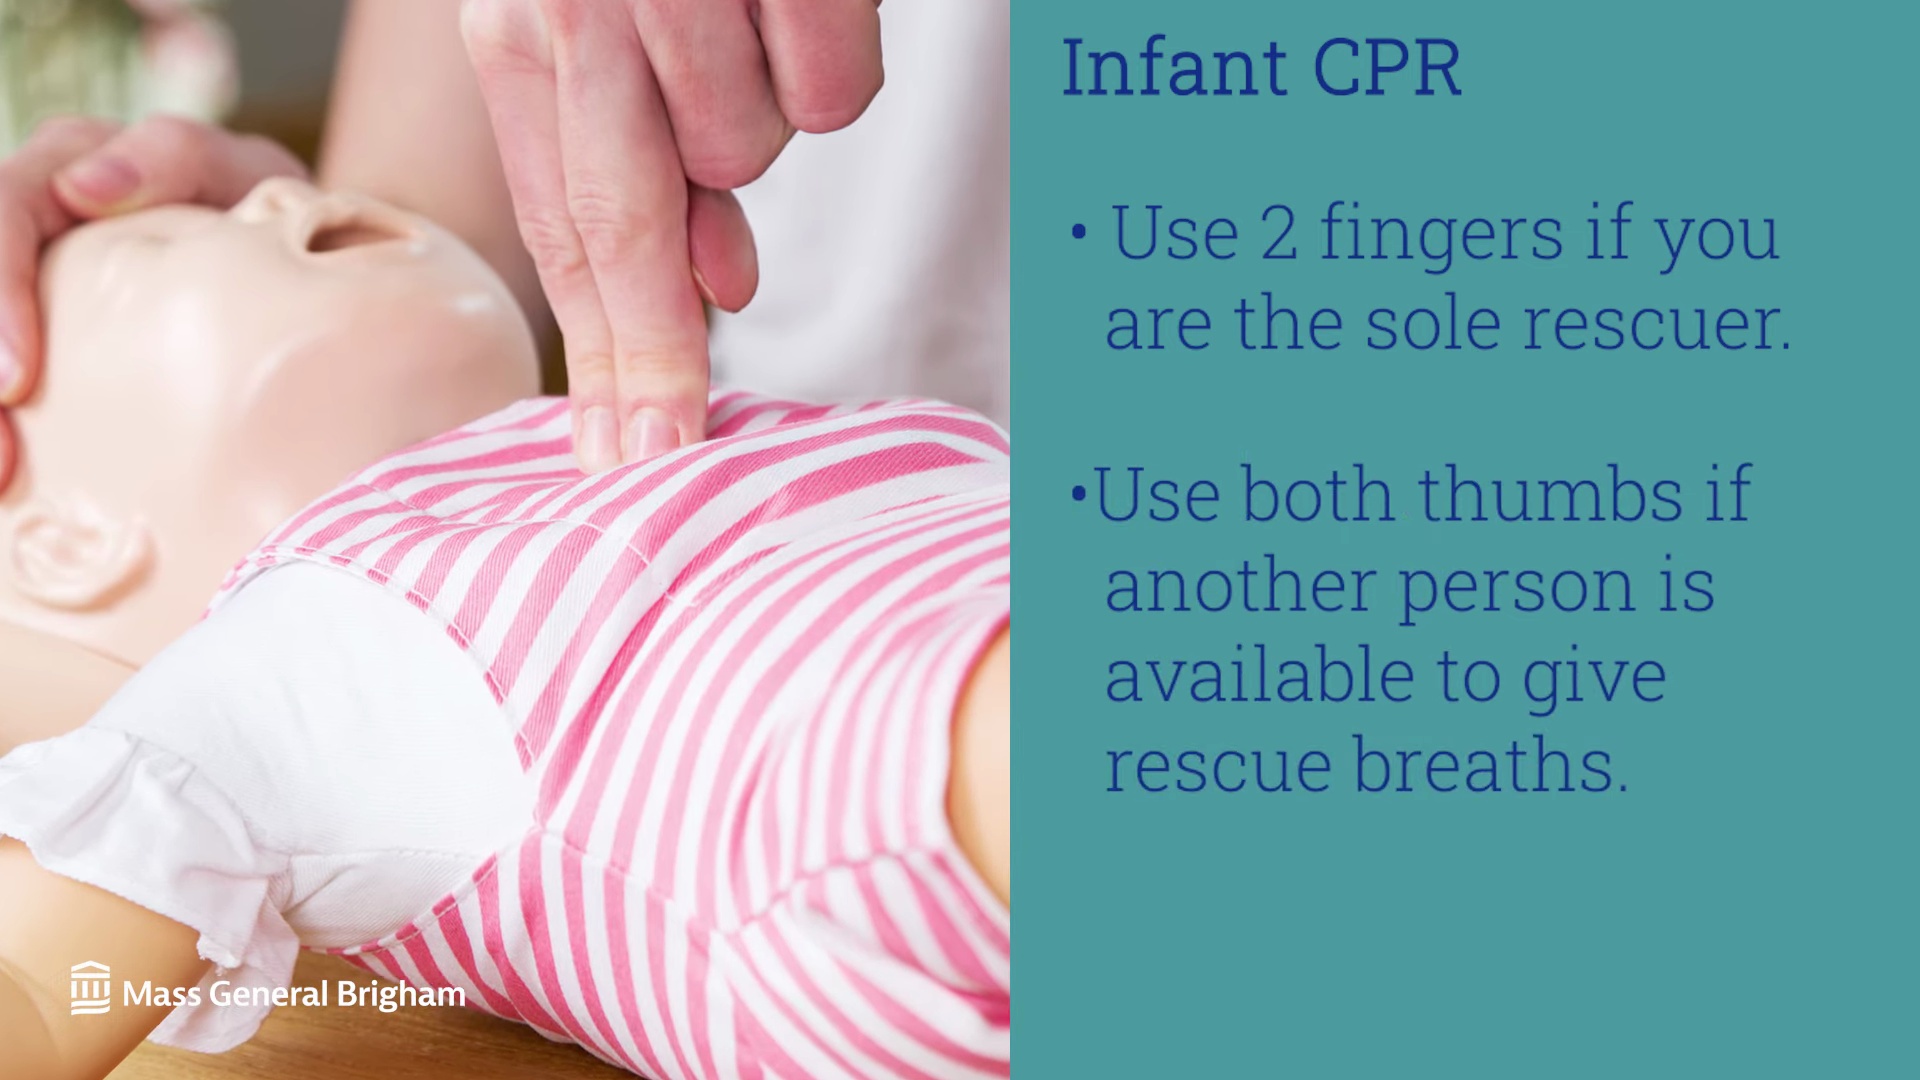 Infant CPR
• Use 2 fingers if you
are the sole rescuer.
•Use both thumbs if
another person is
available to give
rescue breaths.
Mass General Brigham